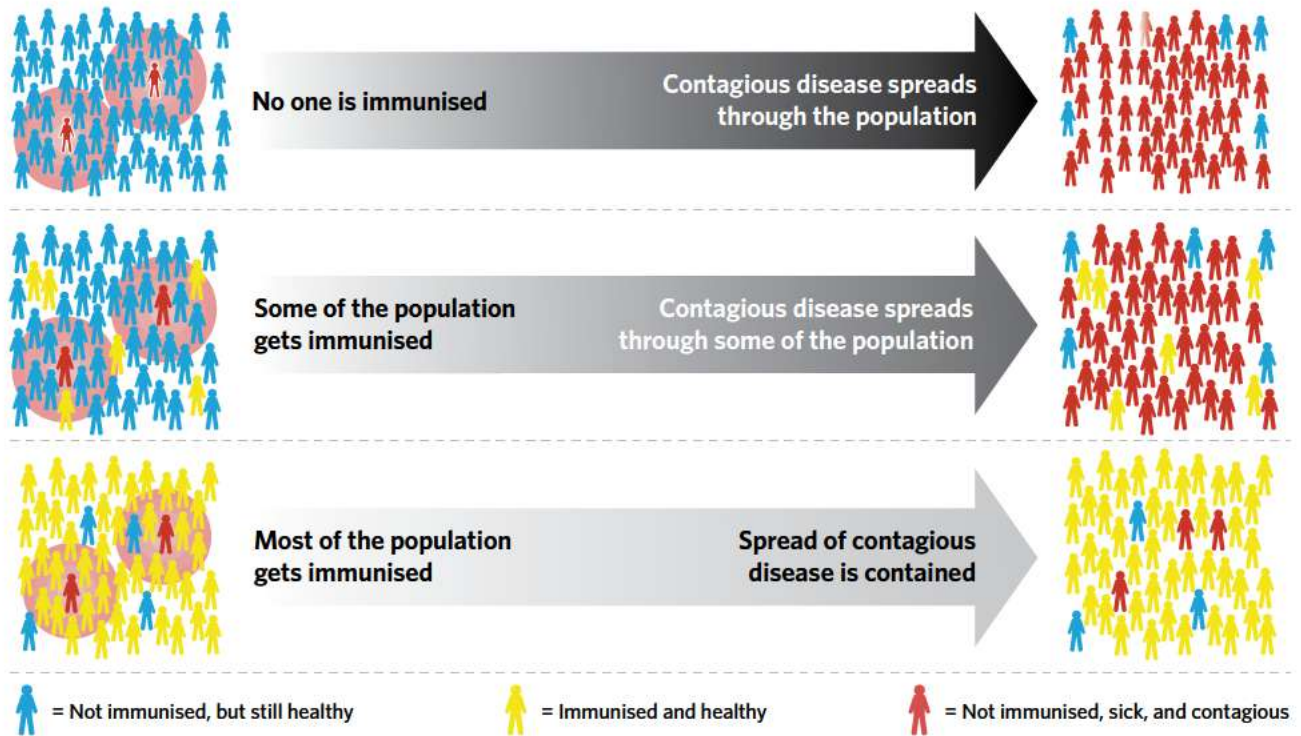 No one is immunised
Contagious disease spreads
through the population
Some of the population
gets immunised
Contagious disease spreads
through some of the population
Most of the population
gets immunised
Spread of contagious
disease is contained
= Not immunised, but still healthy
= Immunised and healthy
= Not immunised, sick, and contagious